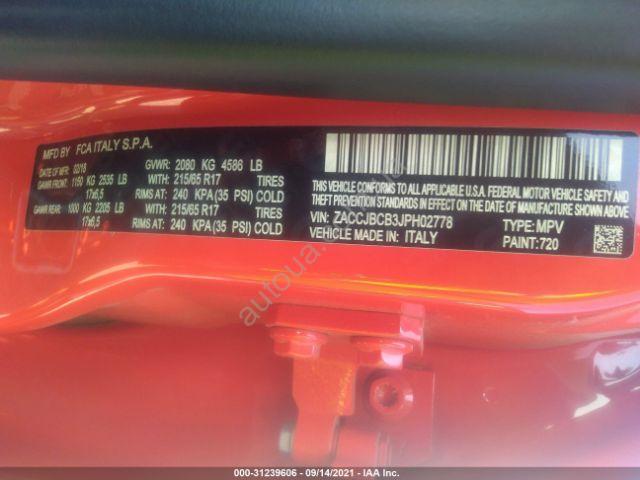 MFD BY FCA ITALY S.P.A.
DATE OF MFR 02/18 GVWR: 2080 KG 4586 LB
GAWR FRONT: 1150 KG 2535 LB WITH: 215/65 R17 TIRES
17x6,5 RIMS AT: 240 KPA (35 PSI) COLD
GAWR REAR: 1000 KG 2205 LB WITH: 215/65 R17 TIRES
17x6,5 RIMS AT: 240 KPA (35 PSI) COLD
THIS VEHICLE CONFORMS TO ALL APPLICABLE U.S.A. FEDERAL MOTOR VEHICLE SAFETY
AND THEFT PREVENTION STANDARDS IN EFFECT ON THE DATE OF MANUFACTURE SHOWN ABOVE.
VIN: ZACCJBCB3JPH02778 TYPE: MPV
VEHICLE MADE IN: ITALY PAINT: 720
autoua.
000-31239606 - 09/14/2021 - IAA Inc.